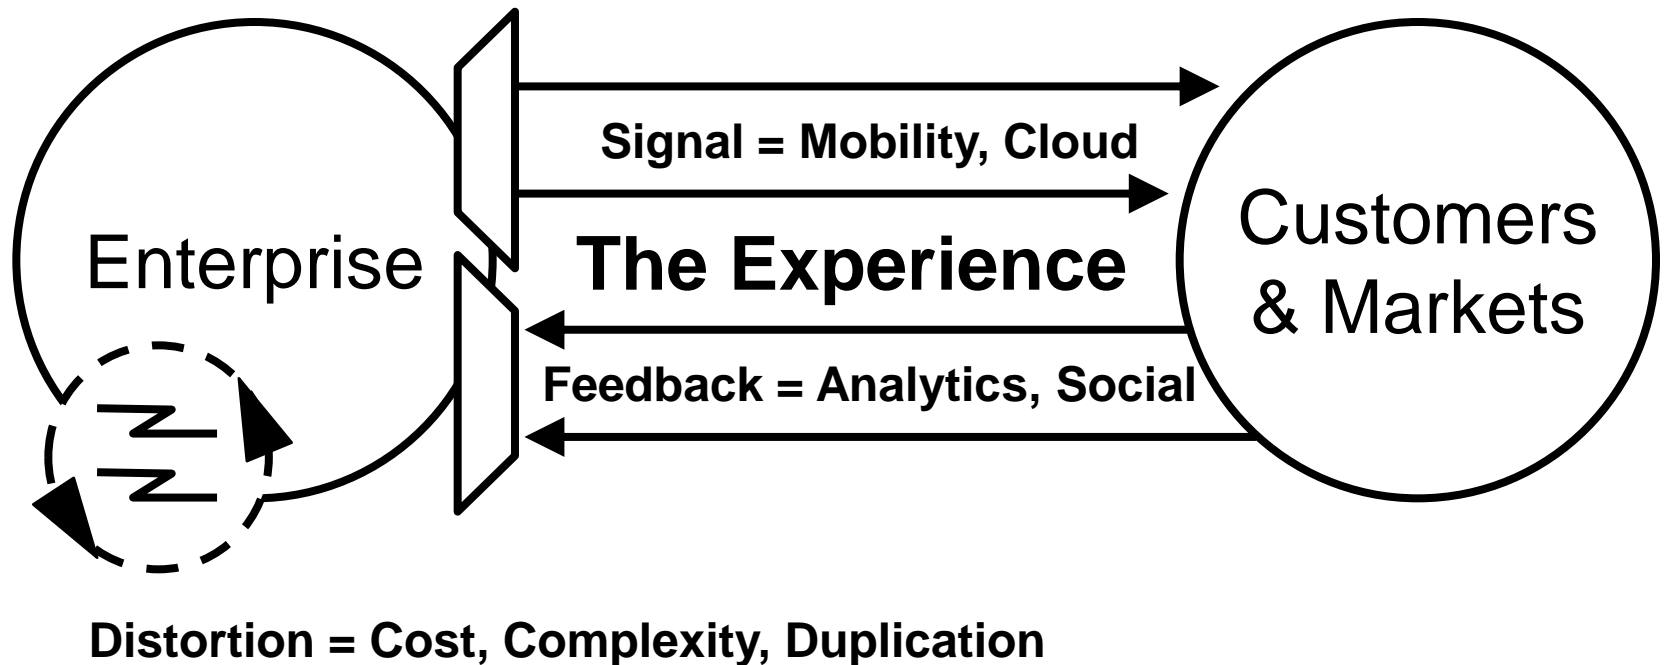 Signal = Mobility, Cloud
Enterprise
The Experience
Customers
& Markets
Feedback = Analytics, Social
Distortion = Cost, Complexity, Duplication